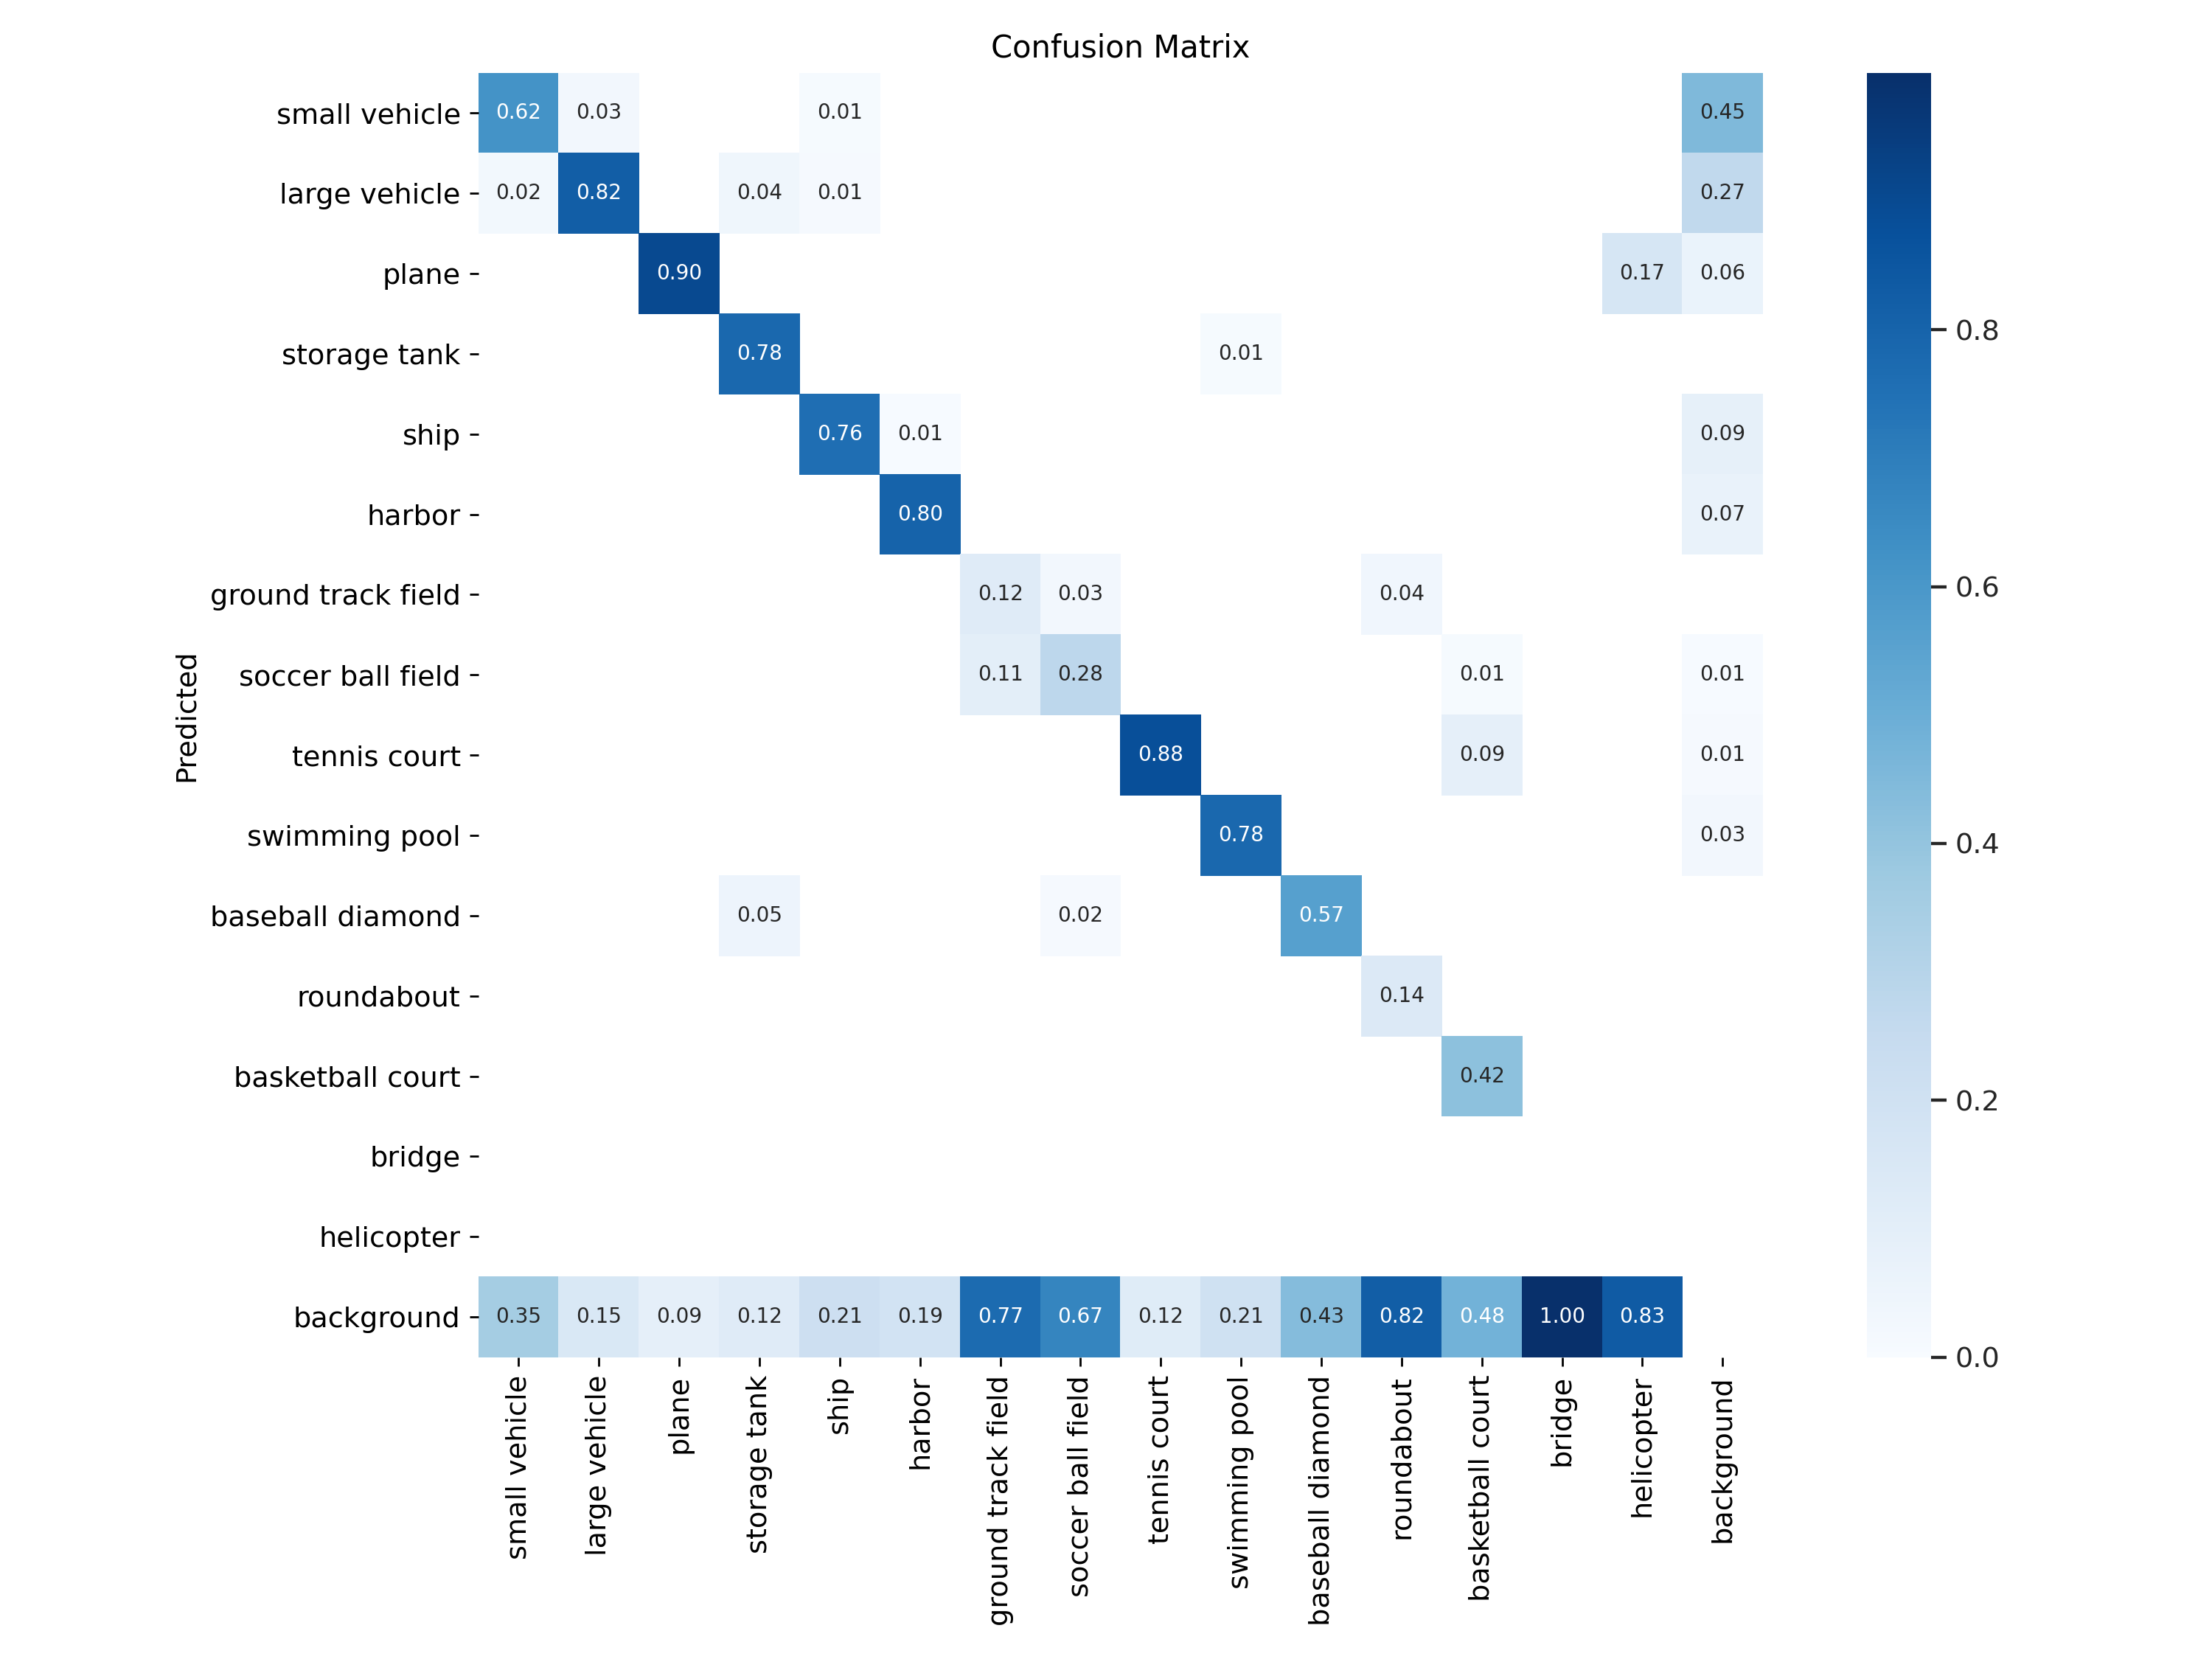 Confusion Matrix
small vehicle 0.62 0.03 0.01 0.45
large vehicle 0.02 0.82 0.04 0.01 0.27
plane 0.90 0.17 0.06
storage tank 0.78 0.01
ship 0.76 0.01 0.09
harbor 0.80 0.07
ground track field 0.12 0.03 0.04
soccer ball field 0.11 0.28 0.01 0.01
tennis court 0.88 0.09 0.01
swimming pool 0.78 0.03
baseball diamond 0.05 0.02 0.57
roundabout 0.14
basketball court 0.42
bridge
helicopter
background 0.35 0.15 0.09 0.12 0.21 0.19 0.77 0.67 0.12 0.21 0.43 0.82 0.48 1.00 0.83
Predicted
small vehicle
large vehicle
plane
storage tank
ship
harbor
ground track field
soccer ball field
tennis court
swimming pool
baseball diamond
roundabout
basketball court
bridge
helicopter
background
0.8
0.6
0.4
0.2
0.0